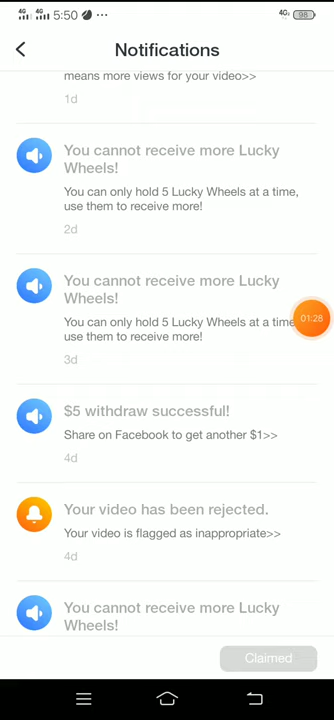 4G 4G 5:50 ... 4G 98
Notifications
means more views for your video>>
1d
You cannot receive more Lucky
Wheels!
You can only hold 5 Lucky Wheels at a time,
use them to receive more!
2d
You cannot receive more Lucky
Wheels!
You can only hold 5 Lucky Wheels at a time
01:28
use them to receive more!
3d
$5 withdraw successful!
Share on Facebook to get another $1>>
4d
Your video has been rejected.
Your video is flagged as inappropriate>>
4d
You cannot receive more Lucky
Wheels!
Claimed